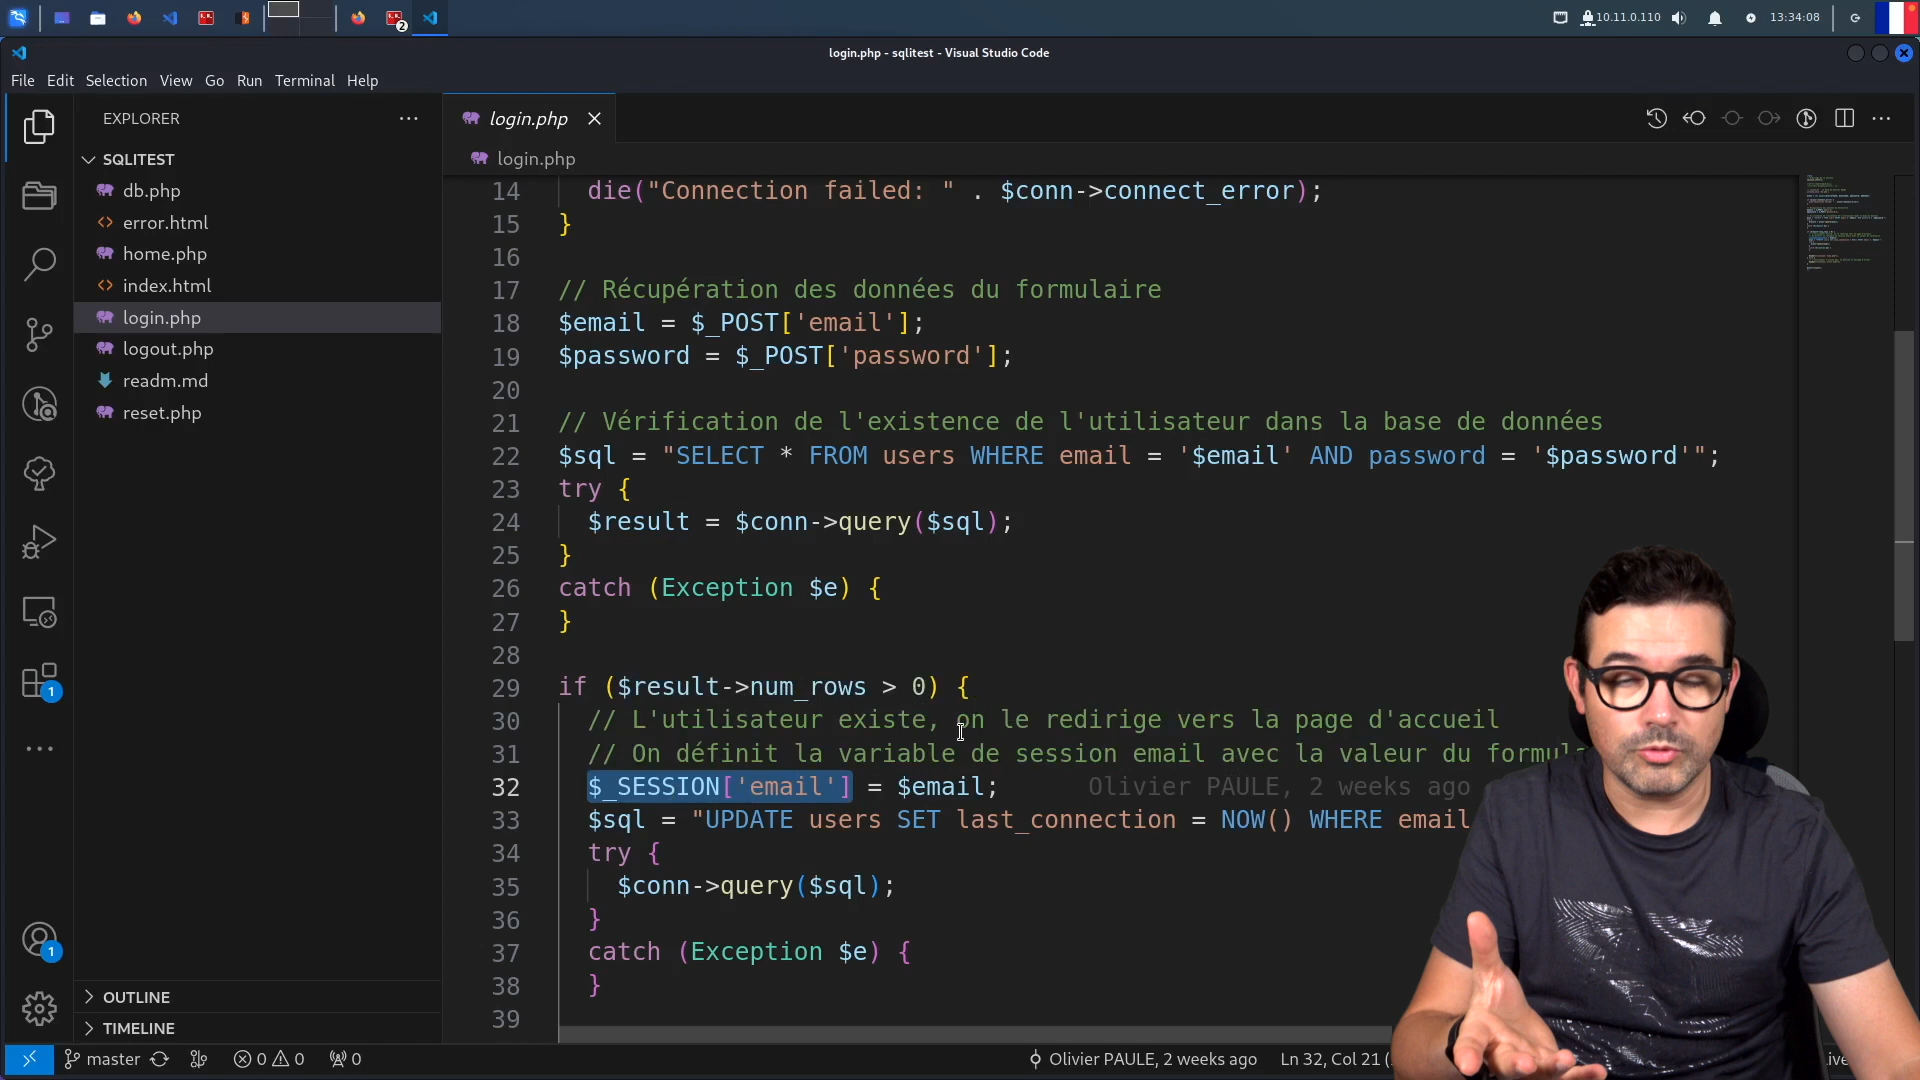 10.11.0.110
13:34:08
2
login.php - sqlitest - Visual Studio Code
File Edit Selection View Go Run Terminal Help
EXPLORER
login.php
SQLITEST
login.php
db.php
error.html
home.php
index.html
login.php
logout.php
readm.md
reset.php
14 die("Connection failed: " . $conn->connect_error);
15 }
16
17 // Récupération des données du formulaire
18 $email = $_POST['email'];
19 $password = $_POST['password'];
20
21 // Vérification de l'existence de l'utilisateur dans la base de données
22 $sql = "SELECT * FROM users WHERE email = '$email' AND password = '$password'";
23 try {
24 $result = $conn->query($sql);
25 }
26 catch (Exception $e) {
27 }
28
29 if ($result->num_rows > 0) {
30 // L'utilisateur existe, on le redirige vers la page d'accueil
31 // On définit la variable de session email avec la valeur du
32 $_SESSION['email'] = $email; Olivier PAULE, 2 weeks ago
33 $sql = "UPDATE users SET last_connection = NOW() WHERE email
34 try {
35 $conn->query($sql);
36 }
37 catch (Exception $e) {
38 }
39
1
1
OUTLINE
TIMELINE
master 0 0 0 Olivier PAULE, 2 weeks ago Ln 32, Col 21